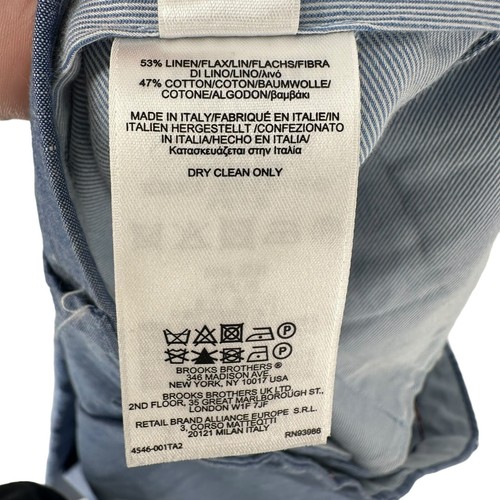 53% LINEN/FLAX/LIN/FLACHS/FIBRA
DI LINO/LINO/λινό
47% COTTON/COTON/BAUMWOLLE/
COTONE/ALGODON/βαμβάκι
MADE IN ITALY/FABRIQUÉ EN ITALIE/IN
ITALIEN HERGESTELLT /CONFEZIONATO
IN ITALIA/HECHO EN ITALIA/
Κατασκευάζεται στην Ιταλία
DRY CLEAN ONLY
P
P
BROOKS BROTHERS ®
346 MADISON AVE
NEW YORK, NY 10017 USA
BROOKS BROTHERS UK LTD
2ND FLOOR, 35 GREAT MARLBOROUGH ST.,
LONDON W1F 7JF
RETAIL BRAND ALLIANCE EUROPE S.R.L.
3, CORSO MATTEOTTI
20121 MILAN ITALY
4546-001TA2
RN93986